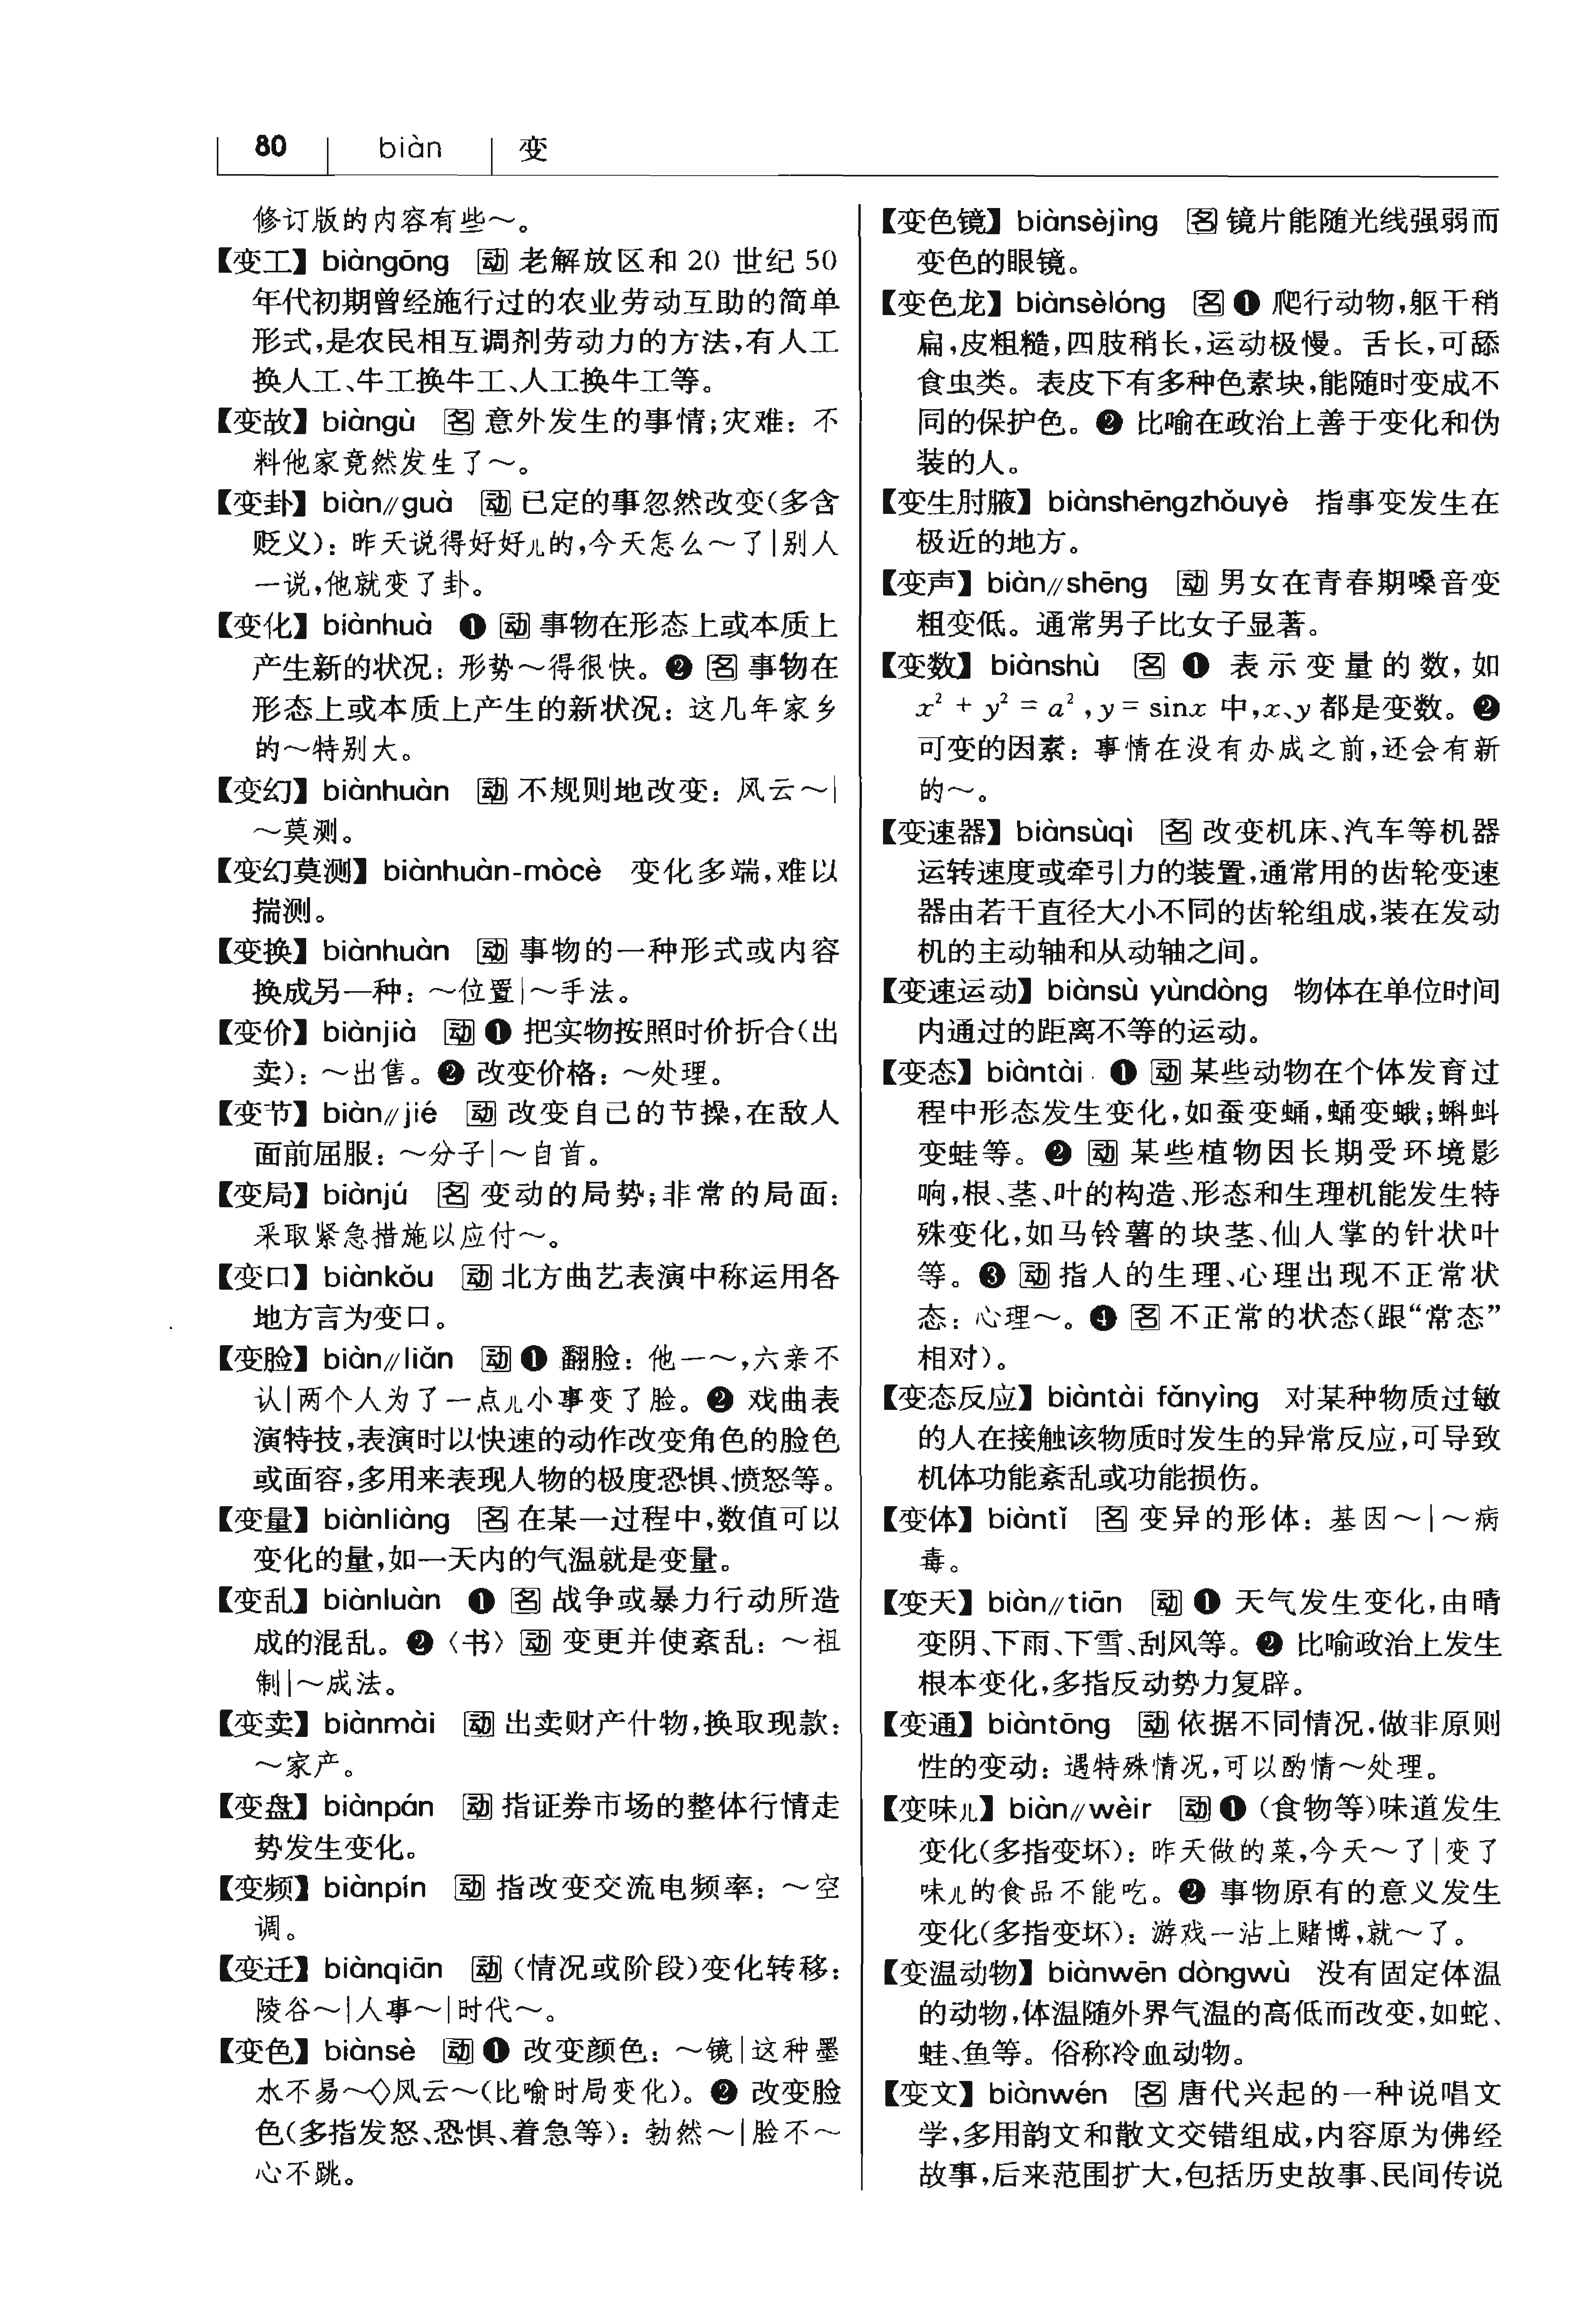 80 biàn 变
修订版的内容有些～。
【变工】biàngōng 动 老解放区和 20 世纪 50
年代初期曾经施行过的农业劳动互助的简单
形式,是农民相互调剂劳动力的方法,有人工
换人工、牛工换牛工、人工换牛工等。
【变故】biàngù 名 意外发生的事情;灾难：不
料他家竟然发生了～。
【变卦】biàn//guà 动 已定的事忽然改变(多含
贬义)：昨天说得好好儿的,今天怎么～了|别人
一说,他就变了卦。
【变化】biànhuà ❶ 动 事物在形态上或本质上
产生新的状况：形势～得很快。❷ 名 事物在
形态上或本质上产生的新状况：这几年家乡
的～特别大。
【变幻】biànhuàn 动 不规则地改变：风云～|
～莫测。
【变幻莫测】biànhuàn-mòcè 变化多端,难以
揣测。
【变换】biànhuàn 动 事物的一种形式或内容
换成另一种：～位置|～手法。
【变价】biànjià 动 ❶ 把实物按照时价折合(出
卖)：～出售。❷ 改变价格：～处理。
【变节】biàn//jié 动 改变自己的节操,在敌人
面前屈服：～分子|～自首。
【变局】biànjú 名 变动的局势;非常的局面：
采取紧急措施以应付～。
【变口】biànkǒu 动 北方曲艺表演中称运用各
地方言为变口。
【变脸】biàn//liǎn 动 ❶ 翻脸：他一～,六亲不
认|两个人为了一点儿小事变了脸。❷ 戏曲表
演特技,表演时以快速的动作改变角色的脸色
或面容,多用来表现人物的极度恐惧、愤怒等。
【变量】biànliàng 名 在某一过程中,数值可以
变化的量,如一天内的气温就是变量。
【变乱】biànluàn ❶ 名 战争或暴力行动所造
成的混乱。❷〈书〉动 变更并使紊乱：～祖
制|～成法。
【变卖】biànmài 动 出卖财产什物,换取现款：
～家产。
【变盘】biànpán 动 指证券市场的整体行情走
势发生变化。
【变频】biànpín 动 指改变交流电频率：～空
调。
【变迁】biànqiān 动 (情况或阶段)变化转移：
陵谷～|人事～|时代～。
【变色】biànsè 动 ❶ 改变颜色：～镜|这种墨
水不易～◇风云～(比喻时局变化)。❷ 改变脸
色(多指发怒、恐惧、着急等)：勃然～|脸不～
心不跳。
【变色镜】biànsèjìng 名 镜片能随光线强弱而
变色的眼镜。
【变色龙】biànsèlóng 名 ❶ 爬行动物,躯干稍
扁,皮粗糙,四肢稍长,运动极慢。舌长,可舔
食虫类。表皮下有多种色素块,能随时变成不
同的保护色。❷ 比喻在政治上善于变化和伪
装的人。
【变生肘腋】biànshēngzhǒuyè 指事变发生在
极近的地方。
【变声】biàn//shēng 动 男女在青春期嗓音变
粗变低。通常男子比女子显著。
【变数】biànshù 名 ❶ 表示变量的数,如
x² + y² = a² ,y = sinx 中,x、y 都是变数。❷
可变的因素：事情在没有办成之前,还会有新
的～。
【变速器】biànsùqì 名 改变机床、汽车等机器
运转速度或牵引力的装置,通常用的齿轮变速
器由若干直径大小不同的齿轮组成,装在发动
机的主动轴和从动轴之间。
【变速运动】biànsù yùndòng 物体在单位时间
内通过的距离不等的运动。
【变态】biàntài ❶ 动 某些动物在个体发育过
程中形态发生变化,如蚕变蛹,蛹变蛾;蝌蚪
变蛙等。❷ 动 某些植物因长期受环境影
响,根、茎、叶的构造、形态和生理机能发生特
殊变化,如马铃薯的块茎、仙人掌的针状叶
等。❸ 动 指人的生理、心理出现不正常状
态：心理～。❹ 名 不正常的状态(跟“常态”
相对)。
【变态反应】biàntài fǎnyìng 对某种物质过敏
的人在接触该物质时发生的异常反应,可导致
机体功能紊乱或功能损伤。
【变体】biàntǐ 名 变异的形体：基因～|～病
毒。
【变天】biàn//tiān 动 ❶ 天气发生变化,由晴
变阴、下雨、下雪、刮风等。❷ 比喻政治上发生
根本变化,多指反动势力复辟。
【变通】biàntōng 动 依据不同情况,做非原则
性的变动：遇特殊情况,可以酌情～处理。
【变味儿】biàn//wèir 动 ❶ (食物等)味道发生
变化(多指变坏)：昨天做的菜,今天～了|变了
味儿的食品不能吃。❷ 事物原有的意义发生
变化(多指变坏)：游戏一沾上赌博,就～了。
【变温动物】biànwēn dòngwù 没有固定体温
的动物,体温随外界气温的高低而改变,如蛇、
蛙、鱼等。俗称冷血动物。
【变文】biànwén 名 唐代兴起的一种说唱文
学,多用韵文和散文交错组成,内容原为佛经
故事,后来范围扩大,包括历史故事、民间传说